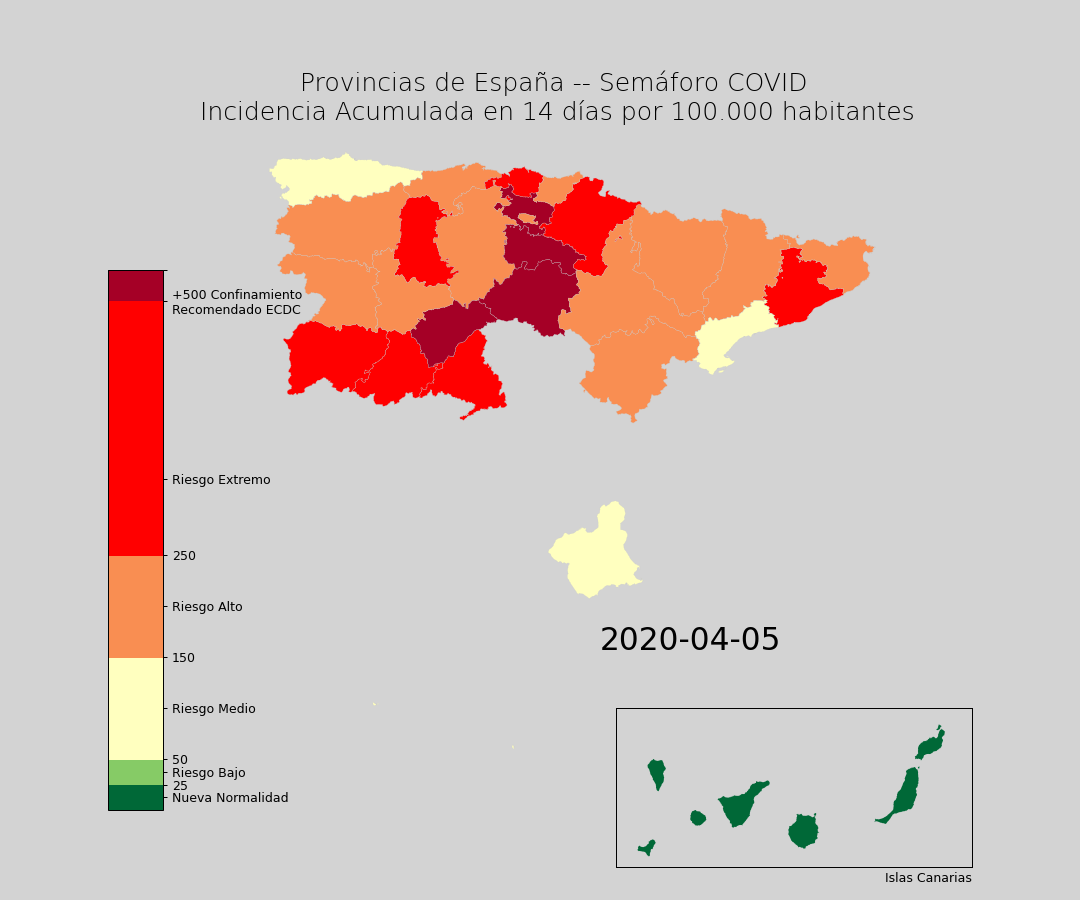 Provincias de España -- Semáforo COVID
Incidencia Acumulada en 14 días por 100.000 habitantes
+500 Confinamiento
Recomendado ECDC
Riesgo Extremo
250
Riesgo Alto
150
Riesgo Medio
50
Riesgo Bajo
25
Nueva Normalidad
2020-04-05
Islas Canarias